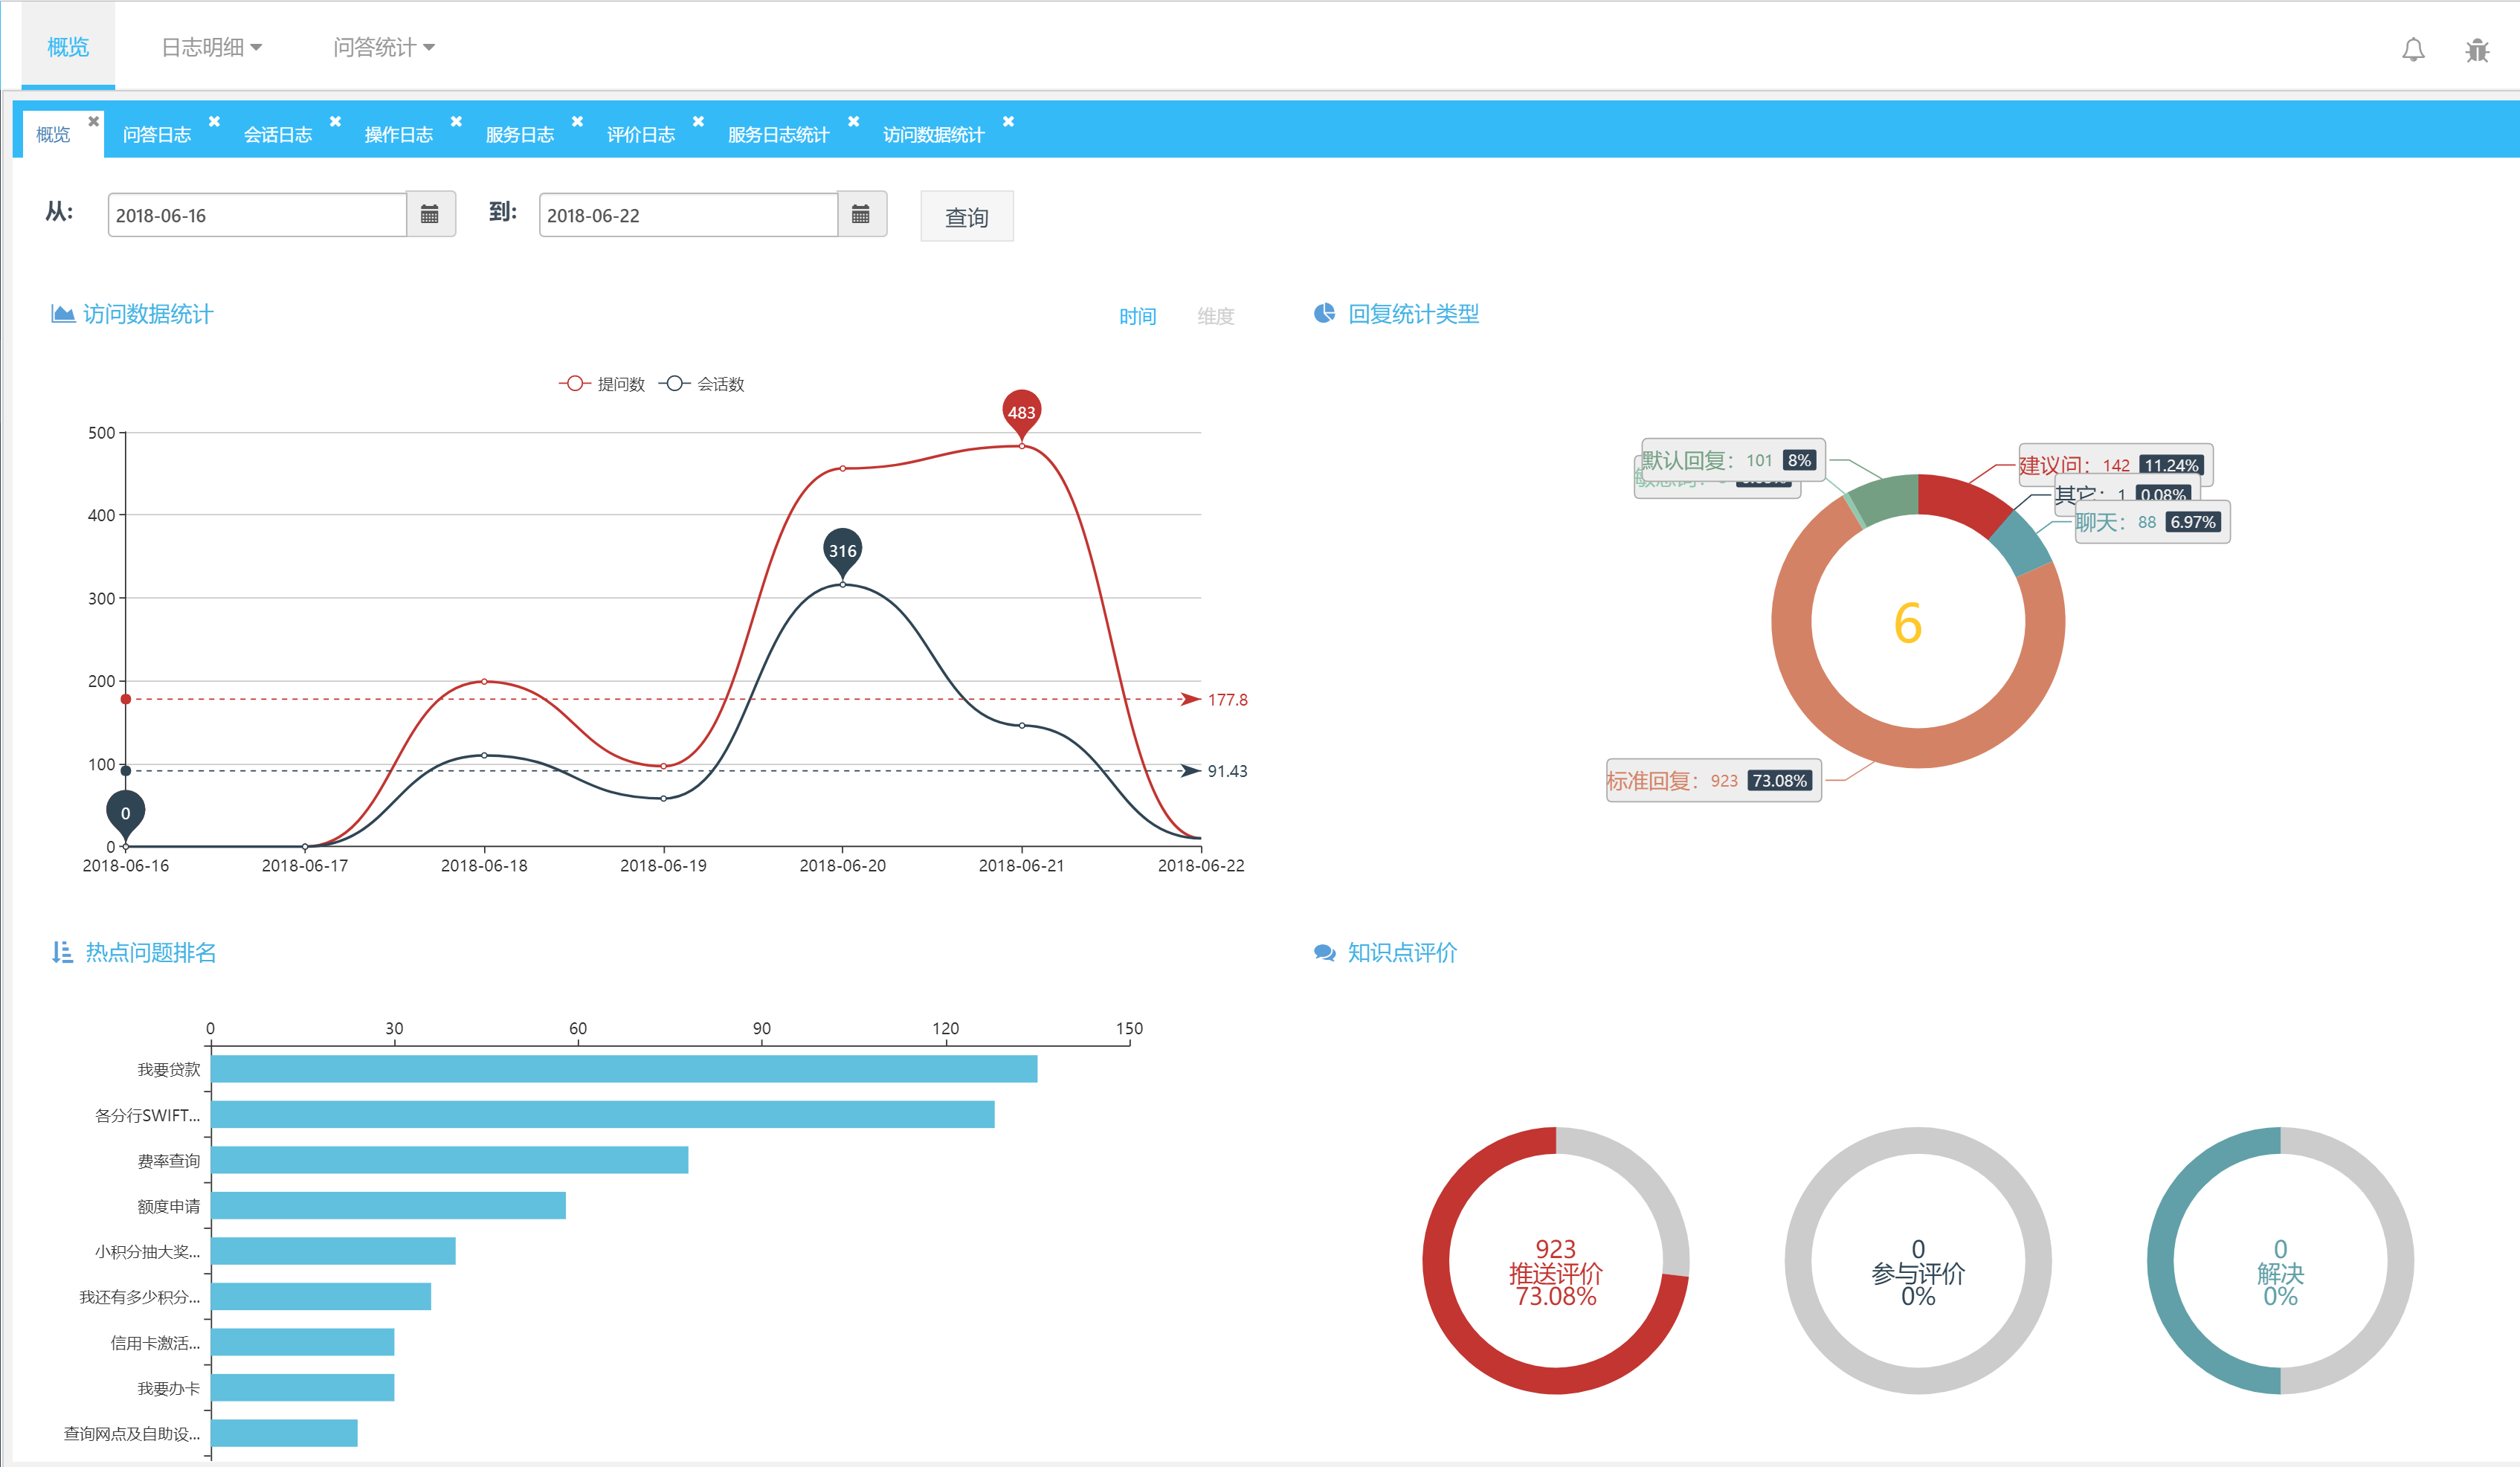 概览 日志明细 问答统计
概览 问答日志 会话日志 操作日志 服务日志 评价日志 服务日志统计 访问数据统计
从: 2018-06-16 到: 2018-06-22 查询
访问数据统计 时间 维度
提问数 会话数
483
500
400
316
300
200
177.8
100
91.43
0
0
2018-06-16 2018-06-17 2018-06-18 2018-06-19 2018-06-20 2018-06-21 2018-06-22
回复统计类型
默认回复: 101 8%
建议问: 142 11.24%
其它: 1 0.08%
聊天: 88 6.97%
6
标准回复: 923 73.08%
热点问题排名
0 30 60 90 120 150
我要贷款
各分行SWIFT...
费率查询
额度申请
小积分抽大奖...
我还有多少积分...
信用卡激活...
我要办卡
查询网点及自助设...
知识点评价
923
推送评价
73.08%
0
参与评价
0%
0
解决
0%